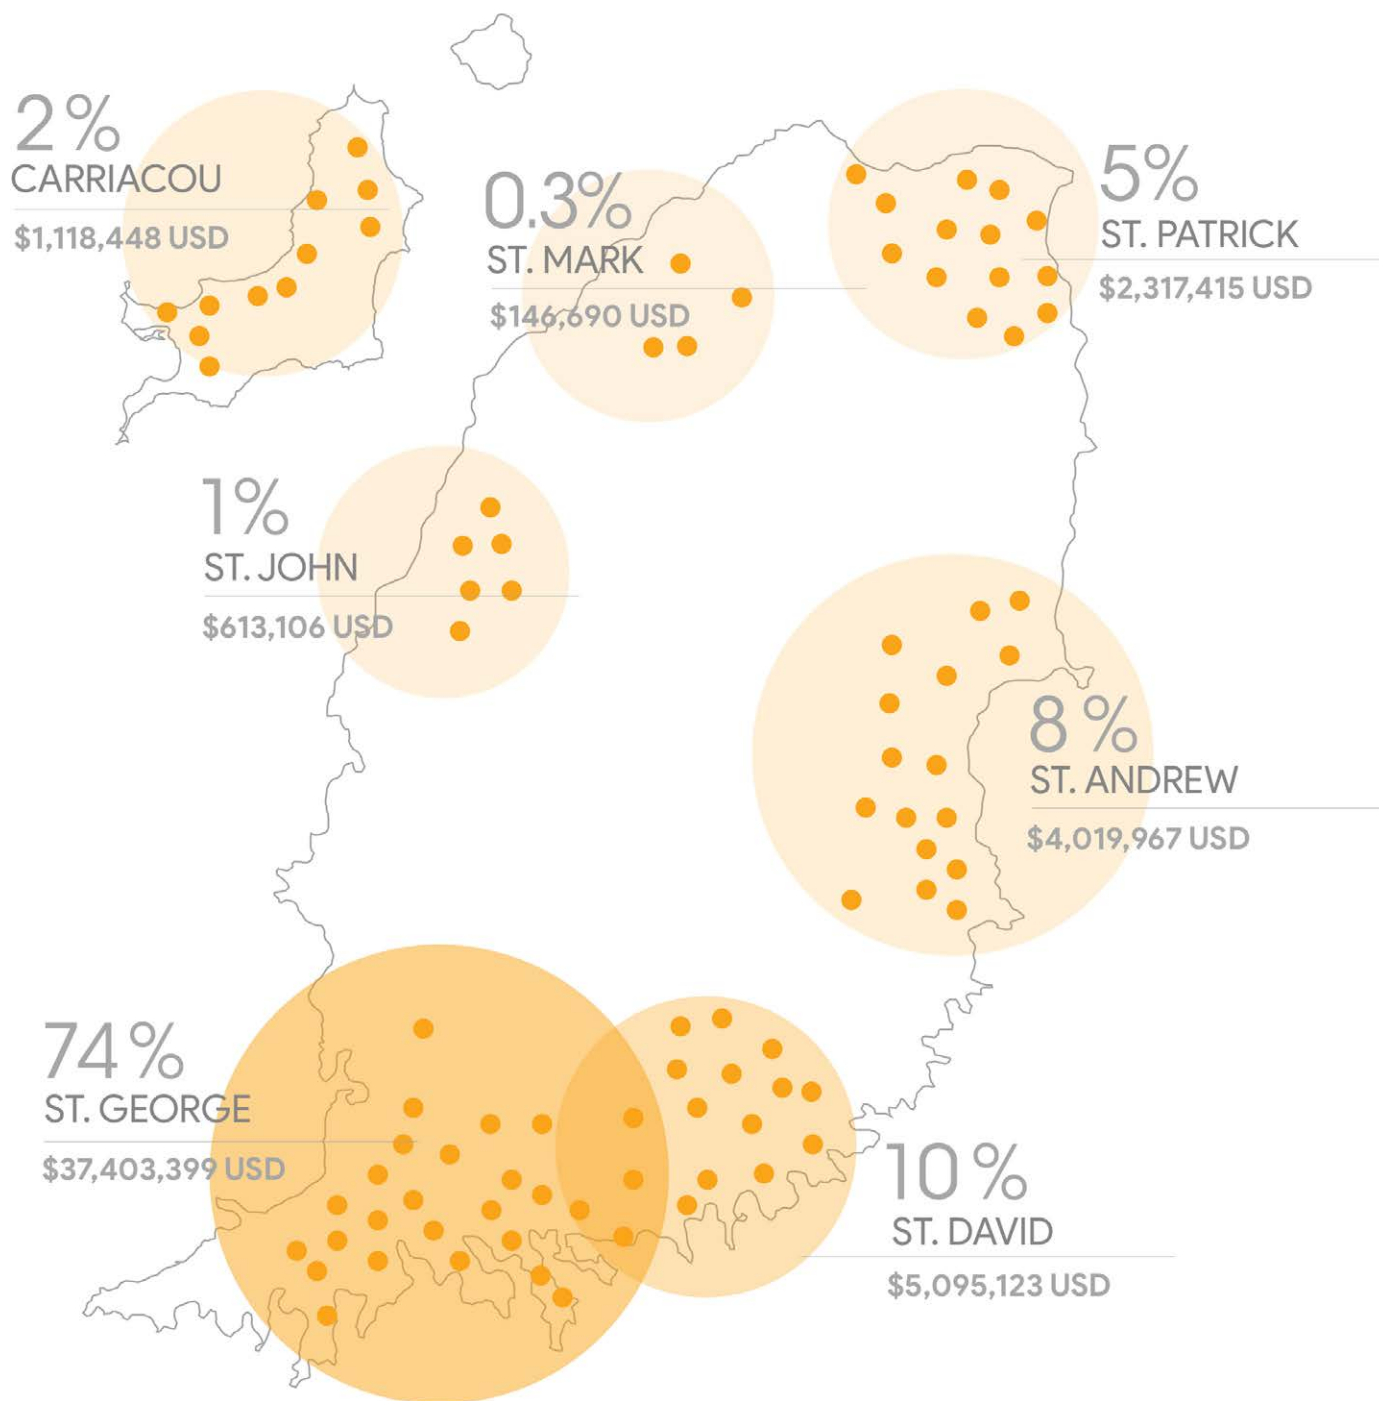 2%
CARRIACOU
$1,118,448 USD
0.3%
ST. MARK
$146,690 USD
5%
ST. PATRICK
$2,317,415 USD
1%
ST. JOHN
$613,106 USD
8%
ST. ANDREW
$4,019,967 USD
74%
ST. GEORGE
$37,403,399 USD
10%
ST. DAVID
$5,095,123 USD